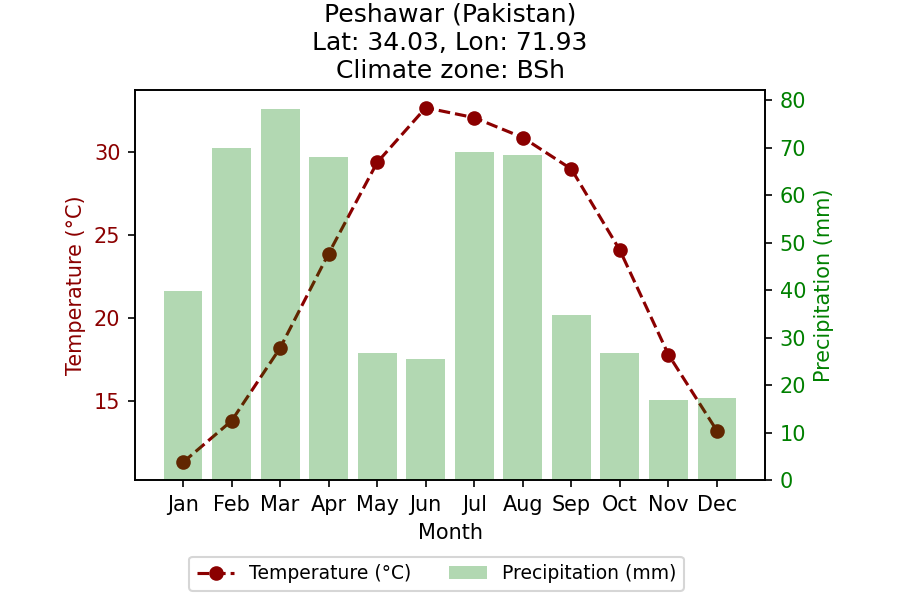 Peshawar (Pakistan)
Lat: 34.03, Lon: 71.93
Climate zone: BSh
Temperature (°C)
30
25
20
15
80
70
60
50
40
30
20
10
0
Precipitation (mm)
Jan Feb Mar Apr May Jun Jul Aug Sep Oct Nov Dec
Month
Temperature (°C) Precipitation (mm)